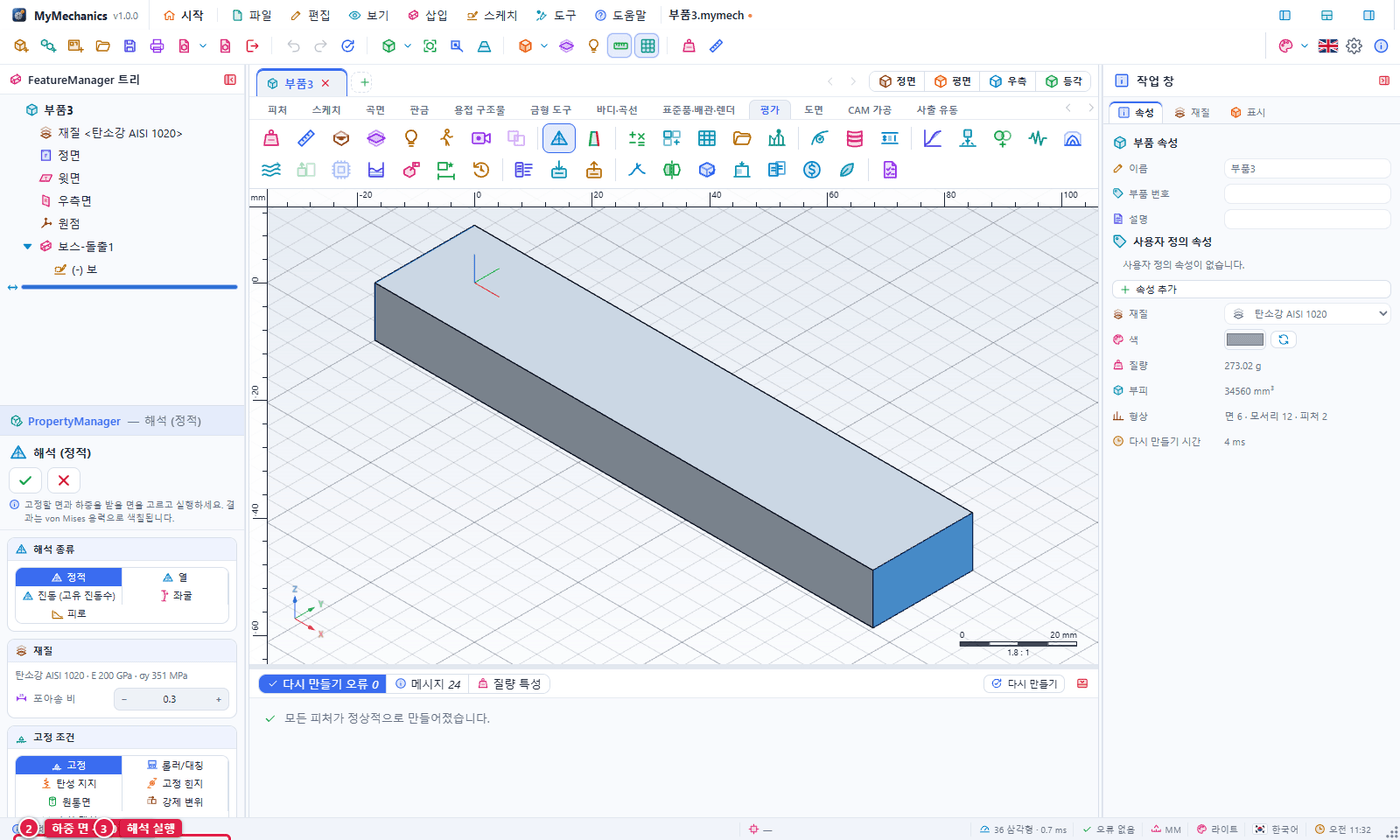 MyMechanics v1.0.0 시작 파일 편집 보기 삽입 스케치 도구 도움말 부품3.mymech
FeatureManager 트리
부품3
재질 <탄소강 AISI 1020>
정면
윗면
우측면
원점
보스-돌출1
(-) 보
PropertyManager — 해석 (정적)
해석 (정적)
고정할 면과 하중을 받을 면을 고르고 실행하세요. 결
과는 von Mises 응력으로 색칠됩니다.
해석 종류
정적 열
진동 (고유 진동수) 좌굴
피로
재질
탄소강 AISI 1020 · E 200 GPa · σy 351 MPa
포아송 비 − 0.3 +
고정 조건
고정 롤러/대칭
탄성 지지 고정 힌지
원통면 강제 변위
2 하중 면 3 해석 실행
부품3
정면 평면 우측 등각
피처 스케치 곡면 판금 용접 구조물 금형 도구 바디·곡선 표준품·배관·렌더 평가 도면 CAM 가공 사출 유동
mm -20 0 20 40 60 80 100
0
20
40
60
Z
Y
X
0 20 mm
1.8 : 1
다시 만들기 오류 0 메시지 24 질량 특성 다시 만들기
모든 피처가 정상적으로 만들어졌습니다.
작업 창
속성 재질 표시
부품 속성
이름 부품3
부품 번호
설명
사용자 정의 속성
사용자 정의 속성이 없습니다.
+ 속성 추가
재질 탄소강 AISI 1020
색
질량 273.02 g
부피 34560 mm³
형상 면 6 · 모서리 12 · 피처 2
다시 만들기 시간 4 ms
— 36 삼각형 · 0.7 ms 오류 없음 MM 라이트 한국어 오전 11:32